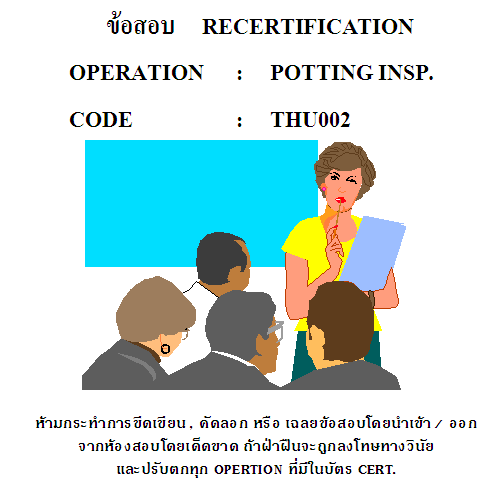 ข้อสอบ RECERTIFICATION
OPERATION : POTTING INSP.
CODE : THU002
ห้ามกระทำการขีดเขียน , คัดลอก หรือ เฉลยข้อสอบโดยนำเข้า / ออก
จากห้องสอบโดยเด็ดขาด ถ้าฝ่าฝืนจะถูกลงโทษทางวินัย
และปรับตกทุก OPERTION ที่มีในบัตร CERT.